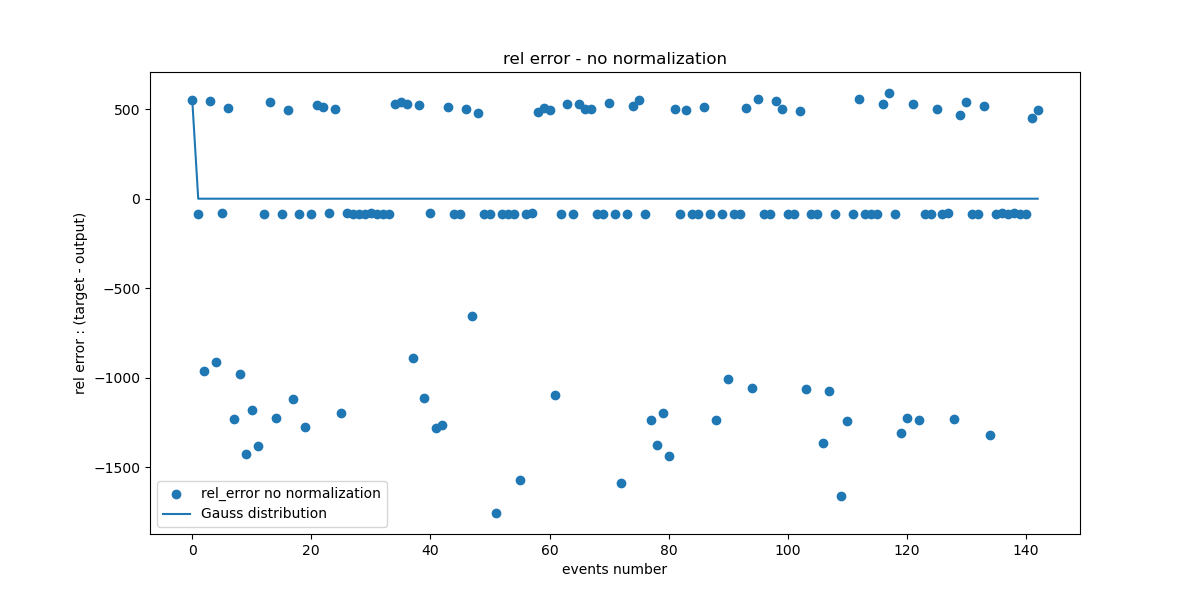 rel error - no normalization
rel error : (target - output)
500
0
−500
−1000
−1500
rel_error no normalization
Gauss distribution
0 20 40 60 80 100 120 140
events number